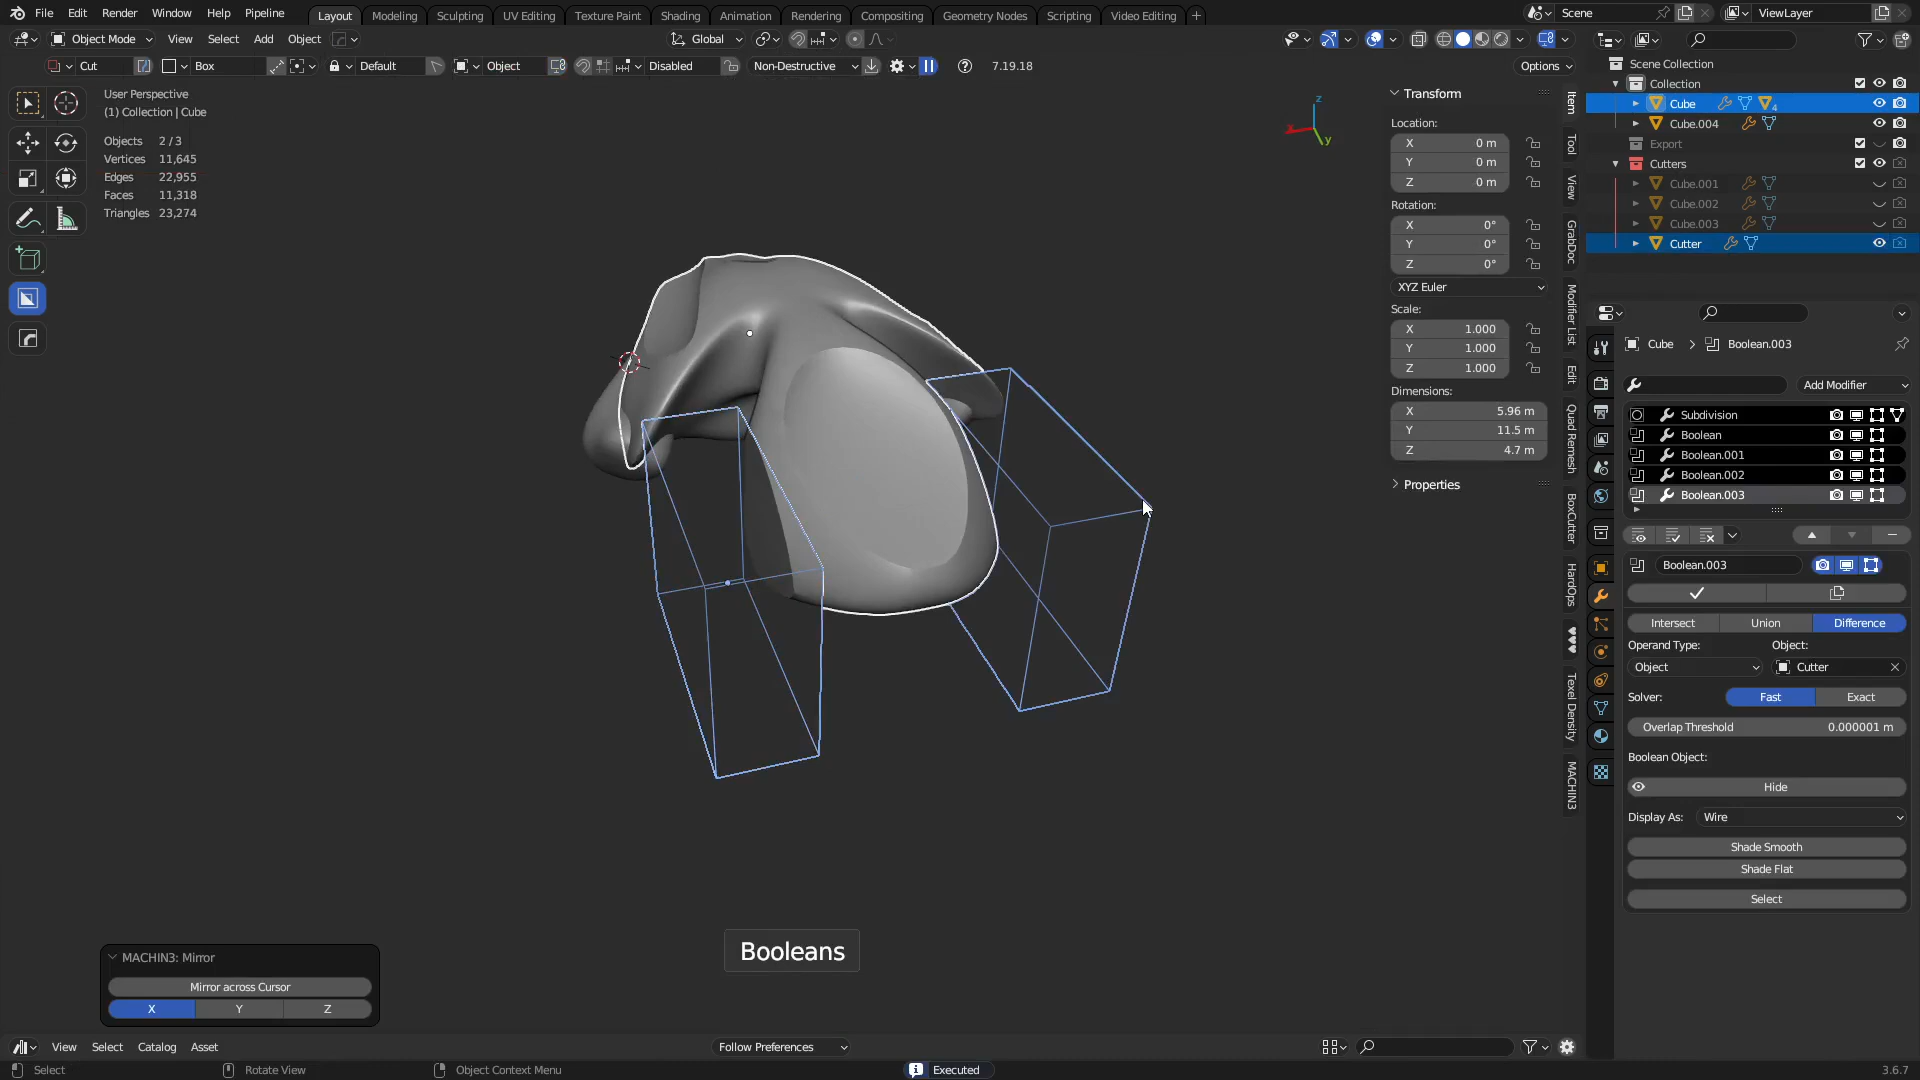 File Edit Render Window Help Pipeline Layout Modeling Sculpting UV Editing Texture Paint Shading Animation Rendering Compositing Geometry Nodes Scripting Video Editing + Scene ViewLayer
Object Mode View Select Add Object Global
Cut Box Default Object Disabled Non-Destructive 7.19.18 Options
User Perspective
(1) Collection | Cube
Objects 2 / 3
Vertices 11,645
Edges 22,955
Faces 11,318
Triangles 23,274
z
x
y
Transform
Location:
X 0 m
Y 0 m
Z 0 m
Rotation:
X 0°
Y 0°
Z 0°
XYZ Euler
Scale:
X 1.000
Y 1.000
Z 1.000
Dimensions:
X 5.96 m
Y 11.5 m
Z 4.7 m
Properties
Item
Tool
View
GrabDoc
Modifier List
Edit
Quad Remesh
BoxCutter
HardOps
Texel Density
MACHIN3
Scene Collection
Collection
Cube 4
Cube.004
Export
Cutters
Cube.001
Cube.002
Cube.003
Cutter
Cube Boolean.003
Add Modifier
Subdivision
Boolean
Boolean.001
Boolean.002
Boolean.003
Boolean.003
Intersect Union Difference
Operand Type: Object:
Object Cutter
Solver: Fast Exact
Overlap Threshold 0.000001 m
Boolean Object:
Hide
Display As: Wire
Shade Smooth
Shade Flat
Select
Booleans
MACHIN3: Mirror
Mirror across Cursor
X Y Z
View Select Catalog Asset Follow Preferences
Select Rotate View Object Context Menu Executed 3.6.7